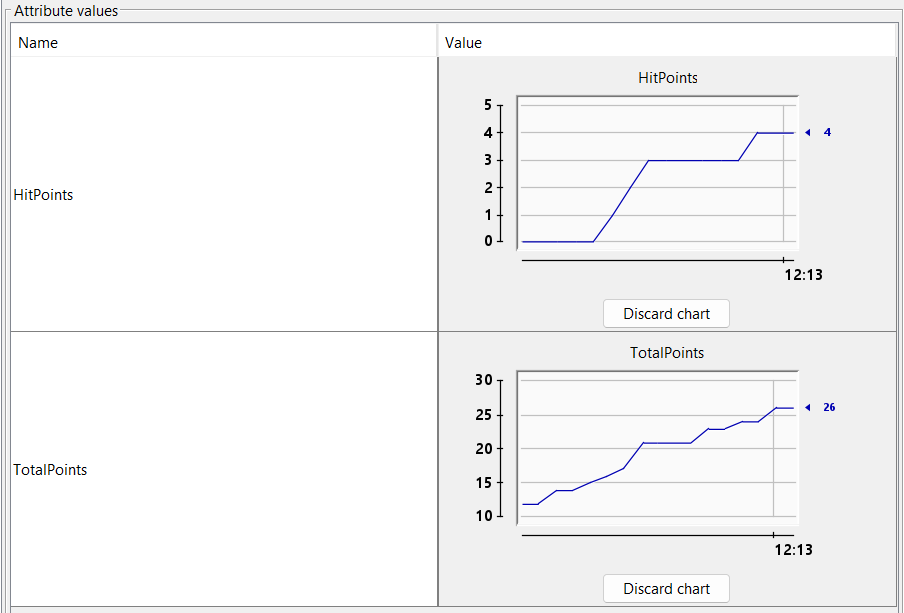 Attribute values
Name Value
HitPoints
HitPoints
5
4
3
2
1
0
4
12:13
Discard chart
TotalPoints
TotalPoints
30
25
20
15
10
26
12:13
Discard chart